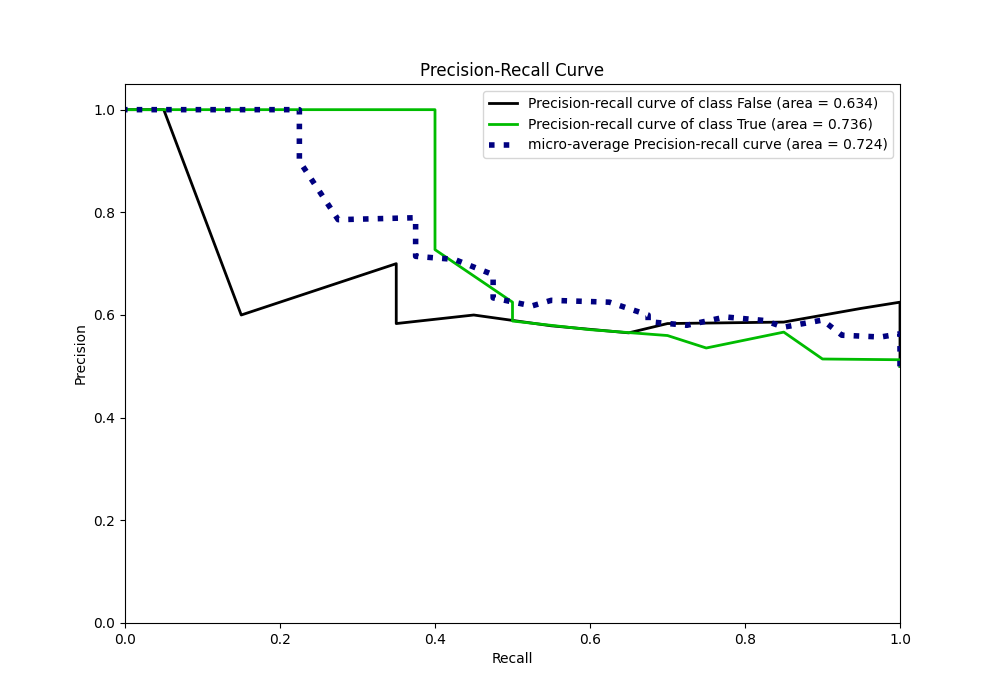 Precision-Recall Curve
Precision-recall curve of class False (area = 0.634)
Precision-recall curve of class True (area = 0.736)
micro-average Precision-recall curve (area = 0.724)
1.0
0.8
0.6
0.4
0.2
0.0
Precision
0.0 0.2 0.4 0.6 0.8 1.0
Recall